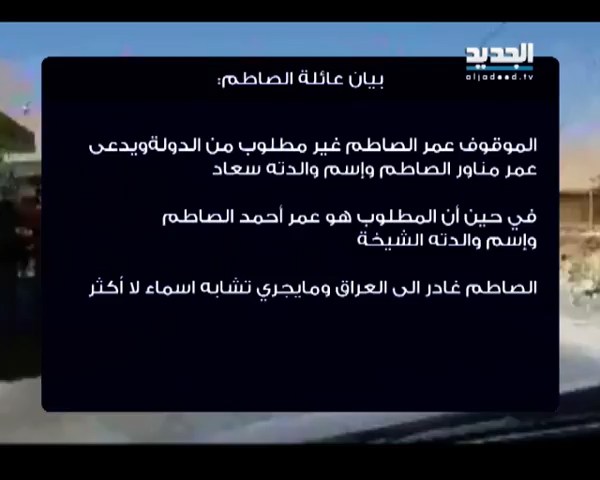 الجديد
aljadeed.tv
بيان عائلة الصاطم:
الموقوف عمر الصاطم غير مطلوب من الدولةويدعى
عمر مناور الصاطم وإسم والدته سعاد
في حين أن المطلوب هو عمر أحمد الصاطم
وإسم والدته الشيخة
الصاطم غادر الى العراق ومايجري تشابه اسماء لا أكثر